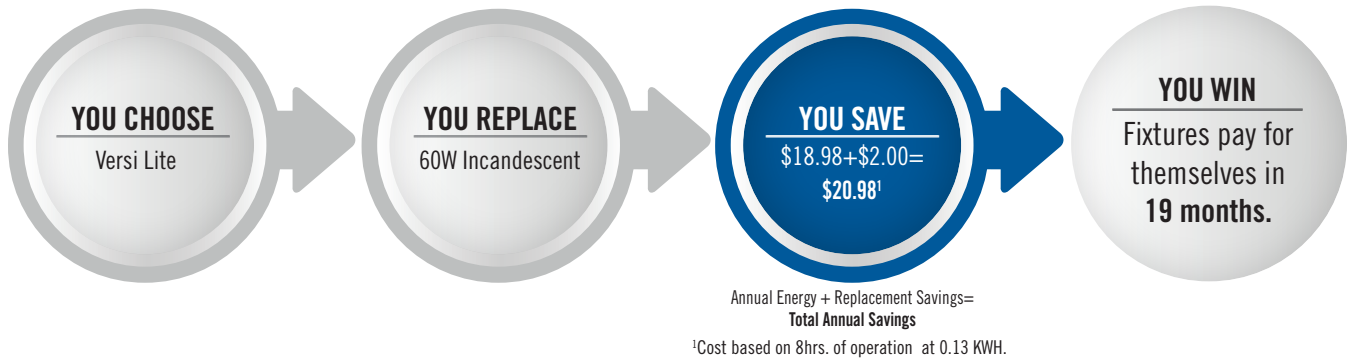 YOU CHOOSE
Versi Lite
YOU REPLACE
60W Incandescent
YOU SAVE
$18.98+$2.00=
$20.98¹
YOU WIN
Fixtures pay for
themselves in
19 months.
Annual Energy + Replacement Savings=
Total Annual Savings
¹Cost based on 8hrs. of operation at 0.13 KWH.